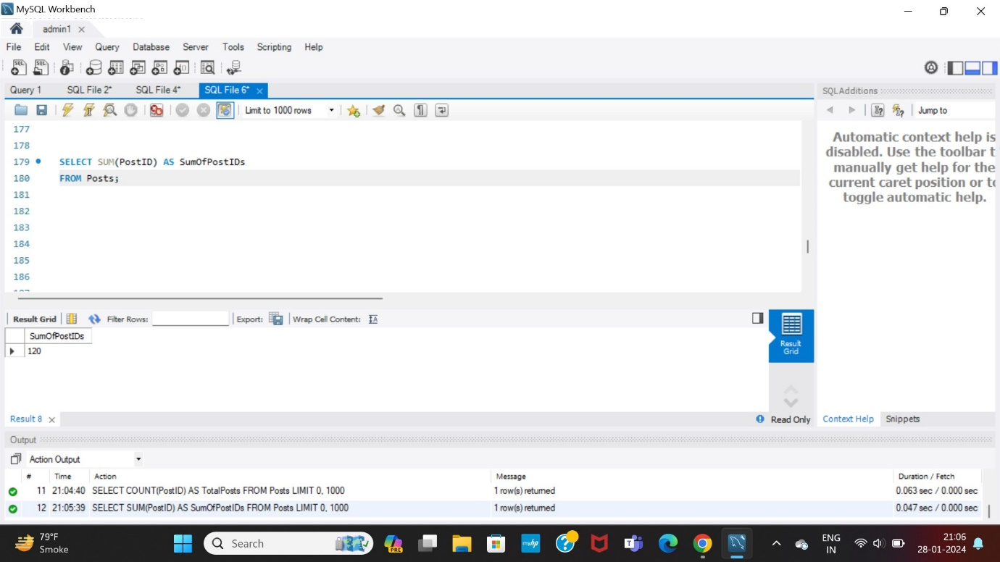 MySQL Workbench
admin1
File Edit View Query Database Server Tools Scripting Help
Query 1 SQL File 2* SQL File 4* SQL File 6*
SQLAdditions
Limit to 1000 rows
Jump to
177
178
179 SELECT SUM(PostID) AS SumOfPostIDs
180 FROM Posts;
181
182
183
184
185
186
Automatic context help is
disabled. Use the toolbar t
manually get help for the
current caret position or to
toggle automatic help.
Result Grid Filter Rows: Export: Wrap Cell Content:
SumOfPostIDs
120
Result
Grid
Result 8
Read Only
Context Help Snippets
Output
Action Output
# Time Action Message Duration / Fetch
11 21:04:40 SELECT COUNT(PostID) AS TotalPosts FROM Posts LIMIT 0, 1000 1 row(s) returned 0.063 sec / 0.000 sec
12 21:05:39 SELECT SUM(PostID) AS SumOfPostIDs FROM Posts LIMIT 0, 1000 1 row(s) returned 0.047 sec / 0.000 sec
79°F
Smoke
Search
PRE
myhp
ENG
IN
21:06
28-01-2024